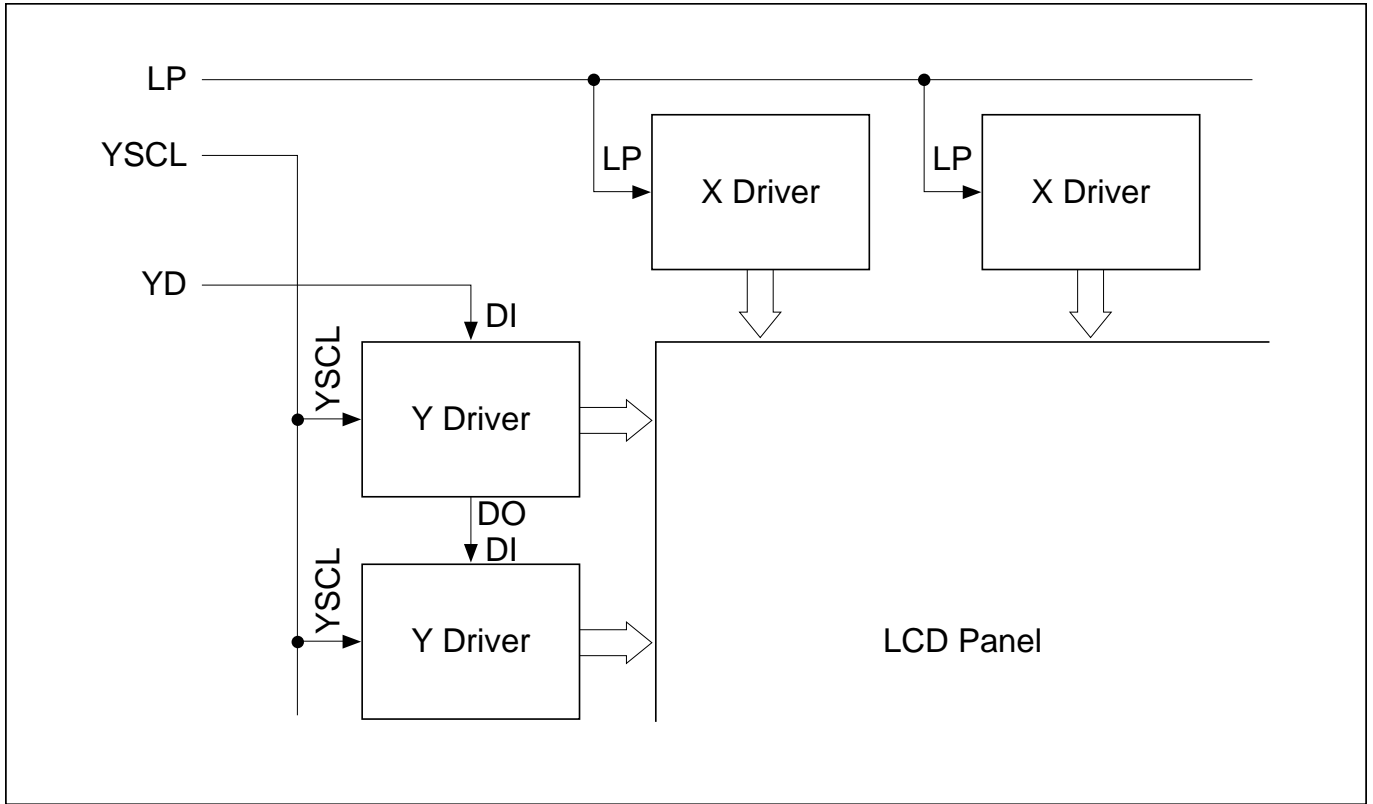 LP
YSCL
LP
X Driver
LP
X Driver
YD
DI
YSCL
Y Driver
DO
DI
YSCL
Y Driver
LCD Panel